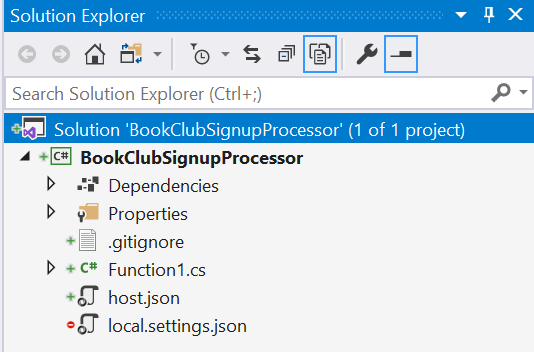 Solution Explorer
Search Solution Explorer (Ctrl+;)
Solution 'BookClubSignupProcessor' (1 of 1 project)
C# BookClubSignupProcessor
Dependencies
Properties
.gitignore
C# Function1.cs
host.json
local.settings.json